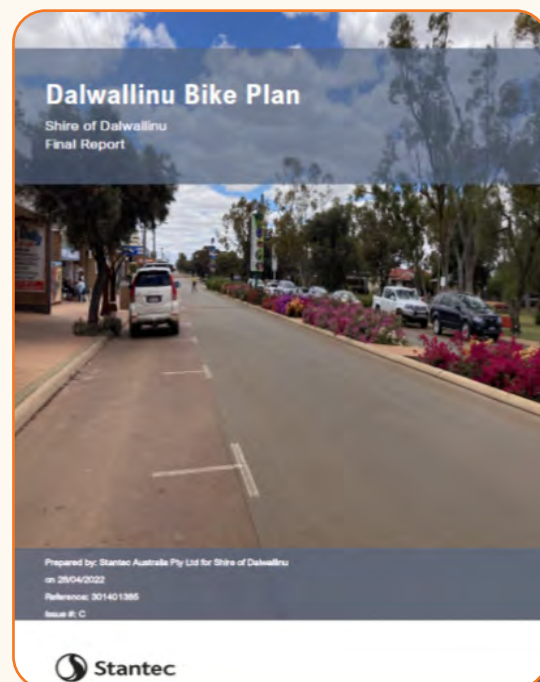 Dalwallinu Bike Plan
Shire of Dalwallinu
Final Report
Prepared by: Stantec Australia Pty Ltd for Shire of Dalwallinu
on 28/04/2022
Reference: 301401385
Issue #: C
Stantec